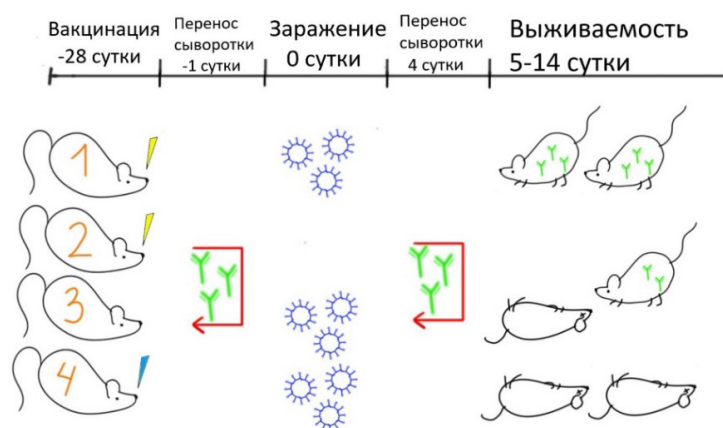 Вакцинация
-28 сутки
Перенос
сыворотки
-1 сутки
Заражение
0 сутки
Перенос
сыворотки
4 сутки
Выживаемость
5-14 сутки
1
2
3
4